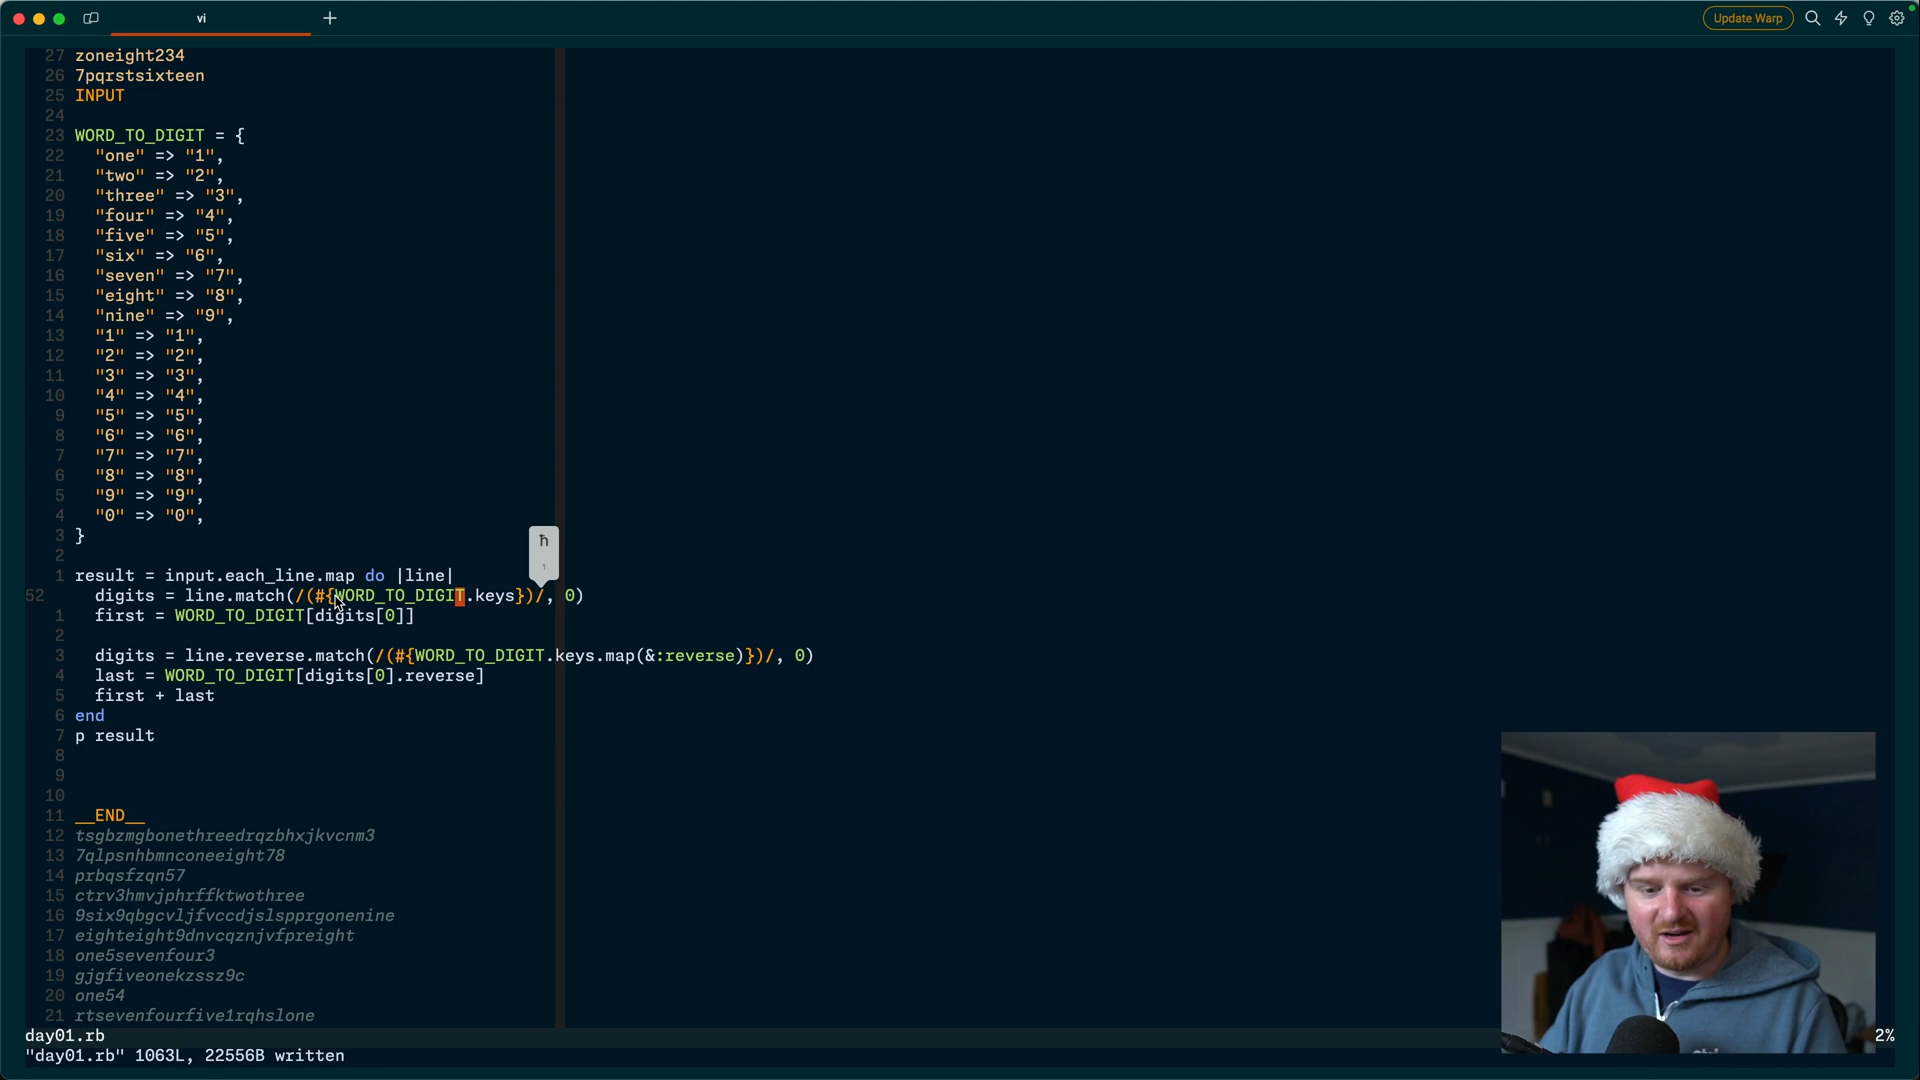 vi
Update Warp
27 zoneight234
26 7pqrstsixteen
25 INPUT
24
23 WORD_TO_DIGIT = {
22 "one" => "1",
21 "two" => "2",
20 "three" => "3",
19 "four" => "4",
18 "five" => "5",
17 "six" => "6",
16 "seven" => "7",
15 "eight" => "8",
14 "nine" => "9",
13 "1" => "1",
12 "2" => "2",
11 "3" => "3",
10 "4" => "4",
9 "5" => "5",
8 "6" => "6",
7 "7" => "7",
6 "8" => "8",
5 "9" => "9",
4 "0" => "0",
3 }
ħ
1
2
1 result = input.each_line.map do |line|
52 digits = line.match(/(#{WORD_TO_DIGIT.keys})/, 0)
1 first = WORD_TO_DIGIT[digits[0]]
2
3 digits = line.reverse.match(/(#{WORD_TO_DIGIT.keys.map(&:reverse)})/, 0)
4 last = WORD_TO_DIGIT[digits[0].reverse]
5 first + last
6 end
7 p result
8
9
10
11 __END__
12 tsgbzmgbonethreedrqzbhxjkvcnm3
13 7qlpsnhbmnconeeight78
14 prbqsfzqn57
15 ctrv3hmvjphrffktwothree
16 9six9qbgcvljfvccdjslspprgonenine
17 eighteight9dnvcqznjvfpreight
18 one5sevenfour3
19 gjgfiveonekzssz9c
20 one54
21 rtsevenfourfive1rqhslone
day01.rb
2%
"day01.rb" 1063L, 22556B written